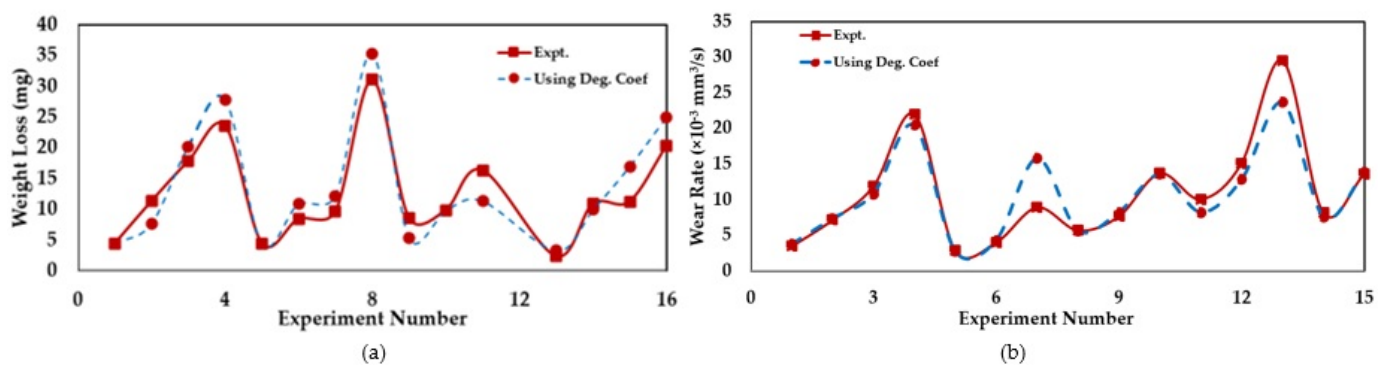 40
35
30
25
20
15
10
5
0
Weight Loss (mg)
Expt.
Using Deg. Coef
0 4 8 12 16
Experiment Number
(a)
35
30
25
20
15
10
5
0
Wear Rate (×10⁻³ mm³/s)
Expt.
Using Deg. Coef
0 3 6 9 12 15
Experiment Number
(b)